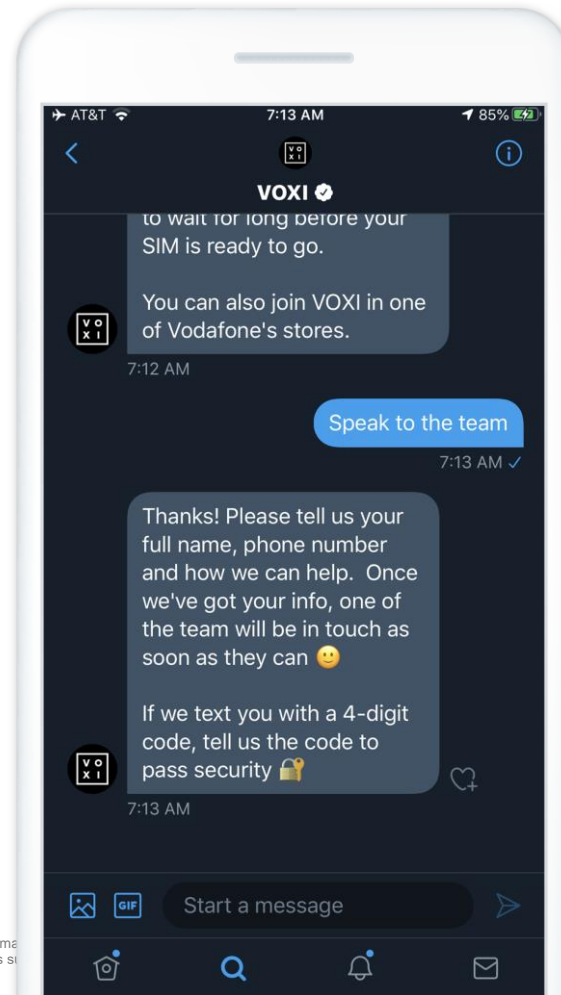 AT&T 7:13 AM 85%
VOXI
VOXI
to wait for long before your
SIM is ready to go.
You can also join VOXI in one
of Vodafone's stores.
VOXI
7:12 AM
Speak to the team
7:13 AM
Thanks! Please tell us your
full name, phone number
and how we can help. Once
we've got your info, one of
the team will be in touch as
soon as they can 🙂
If we text you with a 4-digit
code, tell us the code to
pass security 🔐
VOXI
7:13 AM
GIF Start a message